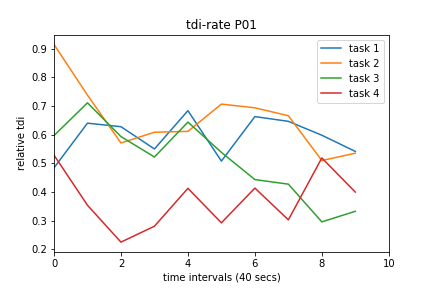 tdi-rate P01
relative tdi
0.9
0.8
0.7
0.6
0.5
0.4
0.3
0.2
task 1
task 2
task 3
task 4
0 2 4 6 8 10
time intervals (40 secs)